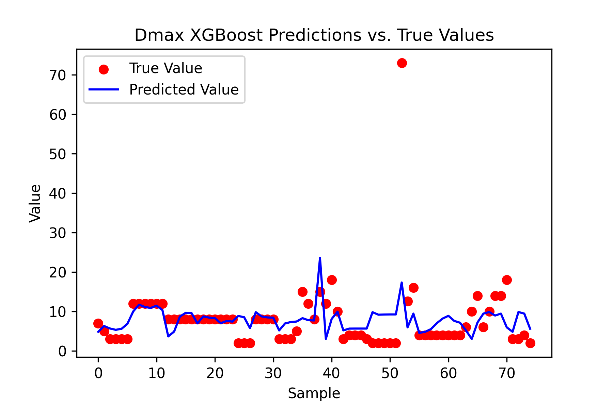 Dmax XGBoost Predictions vs. True Values
True Value
Predicted Value
Value
70
60
50
40
30
20
10
0
0 10 20 30 40 50 60 70
Sample